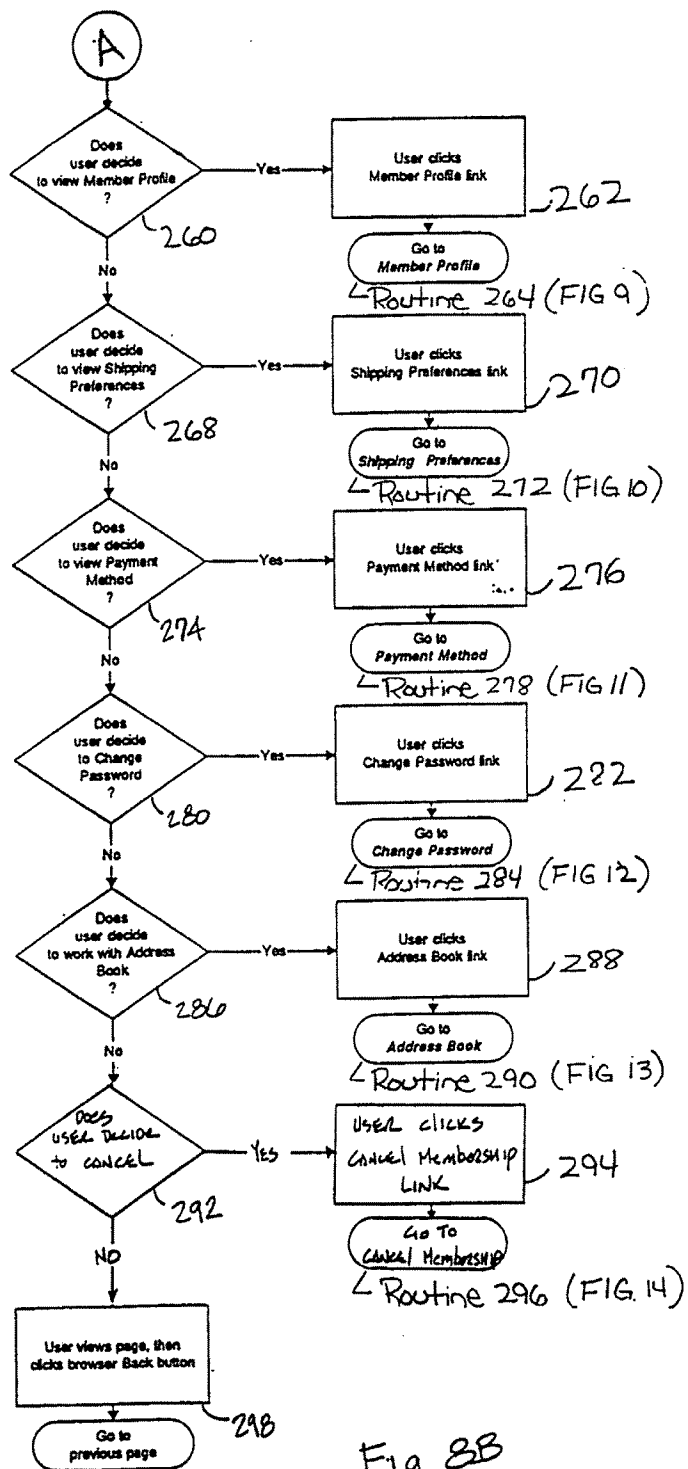 A
Does
user decide
to view Member Profile
?
260
Yes
User clicks
Member Profile link
262
Go to
Member Profile
Routine 264 (FIG 9)
No
Does
user decide
to view Shipping
Preferences
?
268
Yes
User clicks
Shipping Preferences link
270
Go to
Shipping Preferences
Routine 272 (FIG 10)
No
Does
user decide
to view Payment
Method
?
274
Yes
User clicks
Payment Method link
276
Go to
Payment Method
Routine 278 (FIG 11)
No
Does
user decide
to Change
Password
?
280
Yes
User clicks
Change Password link
282
Go to
Change Password
Routine 284 (FIG 12)
No
Does
user decide
to work with Address
Book
?
286
Yes
User clicks
Address Book link
288
Go to
Address Book
Routine 290 (FIG 13)
No
DOES
USER DECIDE
to CANCEL
292
YES
USER CLICKS
CANCEL MEMBERSHIP
LINK
294
GO TO
CANCEL MEMBERSHIP
Routine 296 (FIG. 14)
NO
User views page, then
clicks browser Back button
298
Go to
previous page
Fig 8B